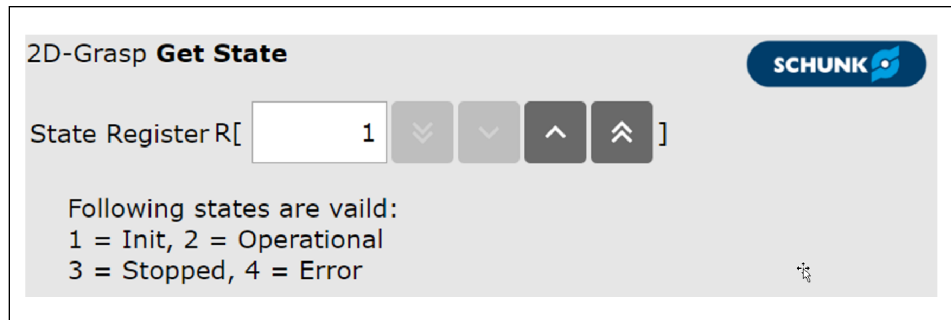 2D-Grasp Get State
SCHUNK
State Register R[ 1 ]
Following states are vaild:
1 = Init, 2 = Operational
3 = Stopped, 4 = Error